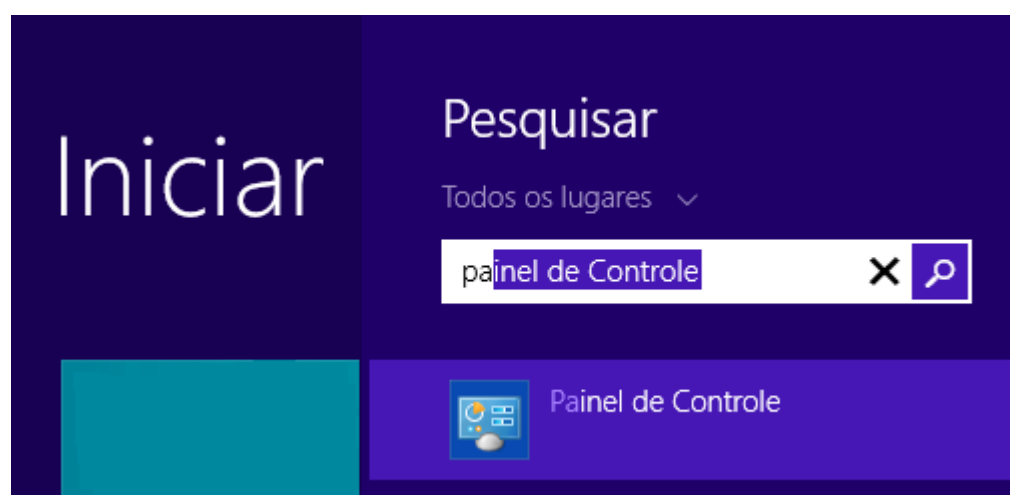 Iniciar
Pesquisar
Todos os lugares
painel de Controle
Painel de Controle